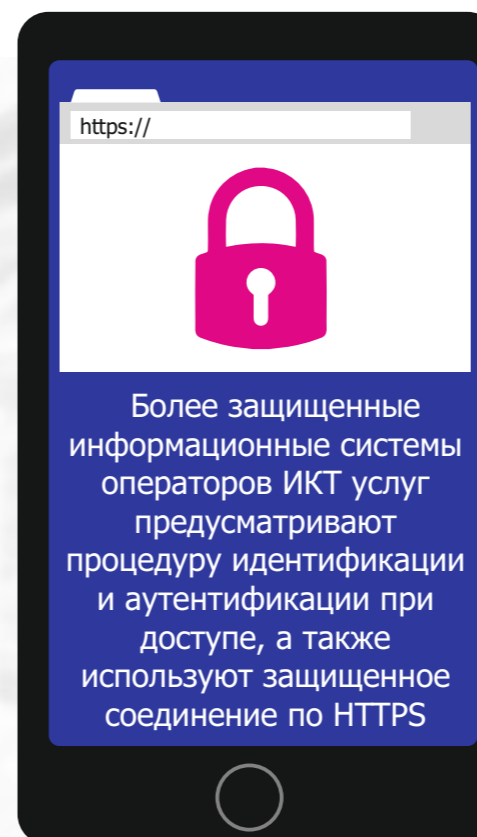 https://
Более защищенные
информационные системы
операторов ИКТ услуг
предусматривают
процедуру идентификации
и аутентификации при
доступе, а также
используют защищенное
соединение по HTTPS